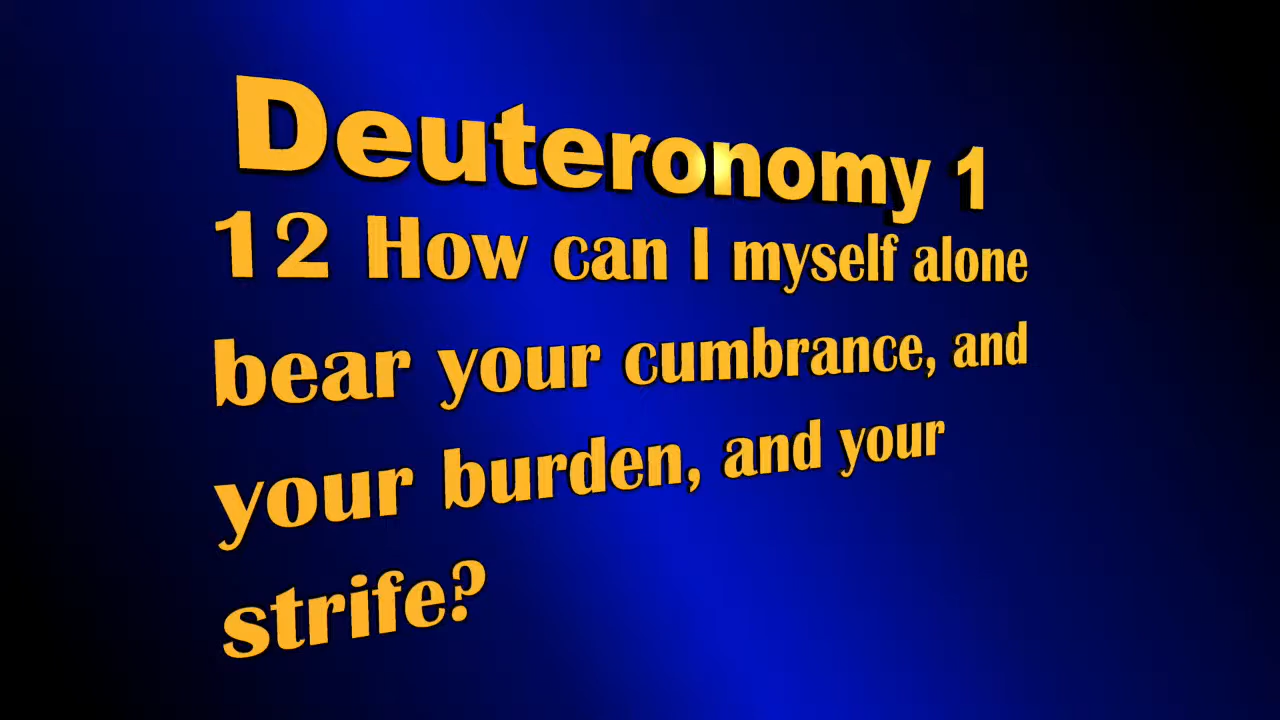 Deuteronomy 1
12 How can I myself alone
bear your cumbrance, and
your burden, and your
strife?